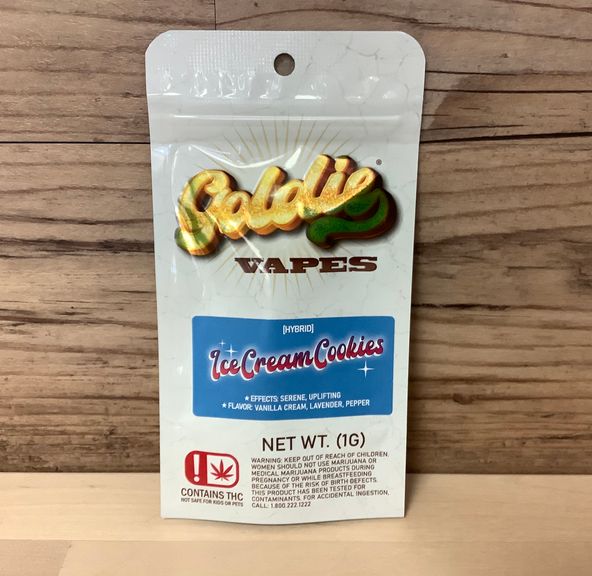 Goldie®
VAPES
[HYBRID]
Ice Cream Cookies
★ EFFECTS: SERENE, UPLIFTING
★ FLAVOR: VANILLA CREAM, LAVENDER, PEPPER
NET WT. (1G)
WARNING: KEEP OUT OF REACH OF CHILDREN.
WOMEN SHOULD NOT USE MARIJUANA OR
MEDICAL MARIJUANA PRODUCTS DURING
PREGNANCY OR WHILE BREASTFEEDING
BECAUSE OF THE RISK OF BIRTH DEFECTS.
THIS PRODUCT HAS BEEN TESTED FOR
CONTAMINANTS. FOR ACCIDENTAL INGESTION,
CALL: 1.800.222.1222
!
CONTAINS THC
NOT SAFE FOR KIDS OR PETS